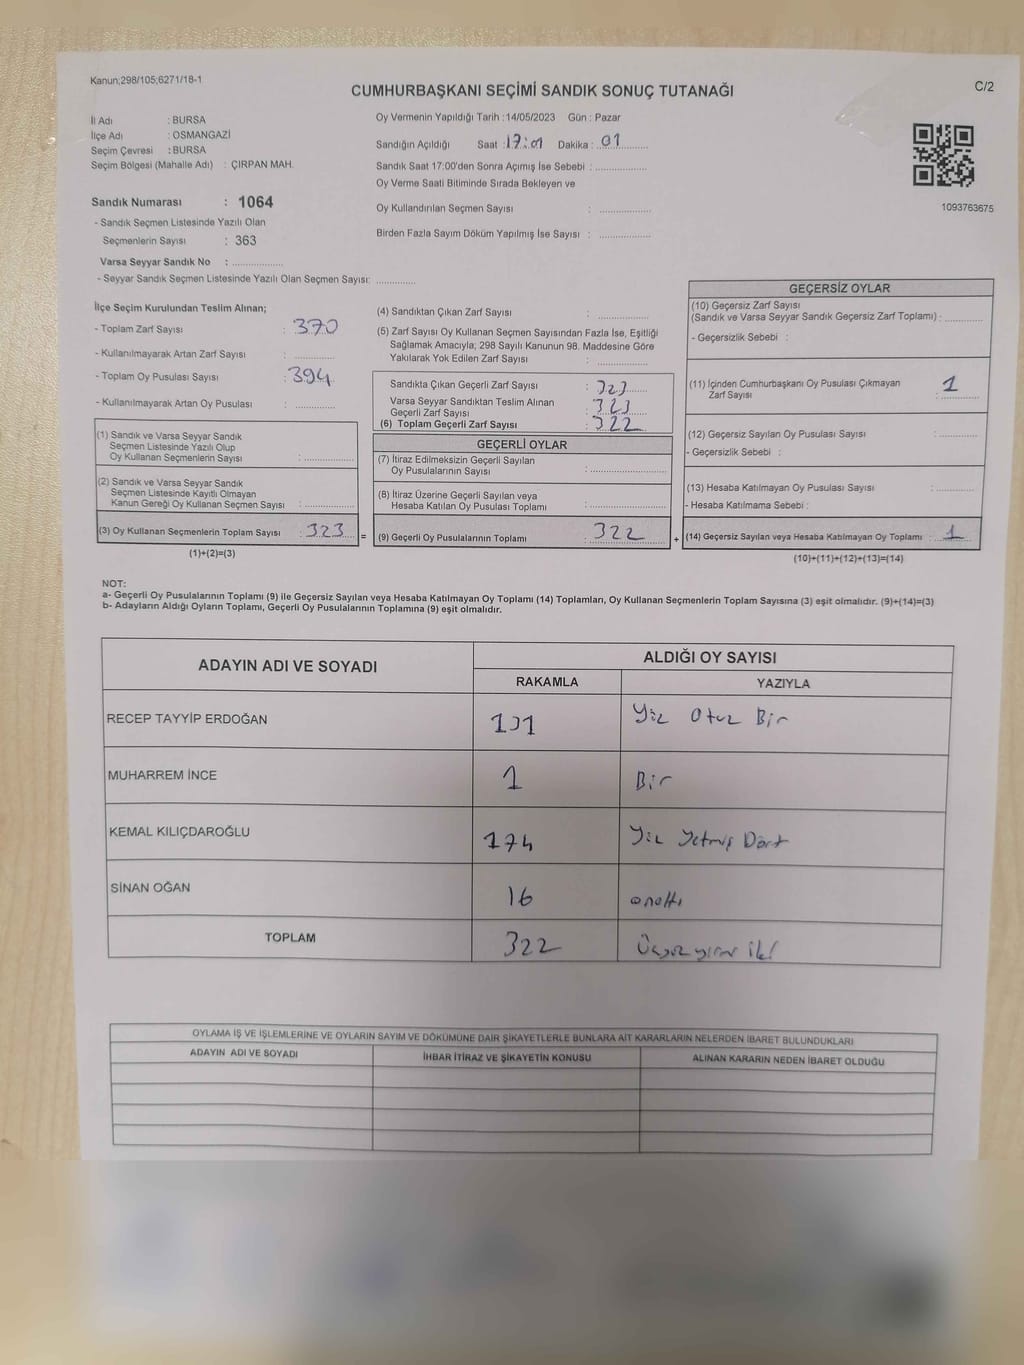 Kanun;298/105;6271/18-1
C/2
CUMHURBAŞKANI SEÇİMİ SANDIK SONUÇ TUTANAĞI
İl Adı : BURSA
İlçe Adı : OSMANGAZİ
Seçim Çevresi : BURSA
Seçim Bölgesi (Mahalle Adı) : ÇIRPAN MAH.
Oy Vermenin Yapıldığı Tarih :14/05/2023 Gün : Pazar
Sandığın Açıldığı Saat :17:01 Dakika : 01
Sandık Saat 17:00'den Sonra Açımış İse Sebebi :
Oy Verme Saati Bitiminde Sırada Bekleyen ve
Oy Kullandırılan Seçmen Sayısı :
Birden Fazla Sayım Döküm Yapılmış İse Sayısı :
1093763675
Sandık Numarası : 1064
- Sandık Seçmen Listesinde Yazılı Olan
Seçmenlerin Sayısı : 363
Varsa Seyyar Sandık No :
- Seyyar Sandık Seçmen Listesinde Yazılı Olan Seçmen Sayısı:
İlçe Seçim Kurulundan Teslim Alınan;
- Toplam Zarf Sayısı : 370
- Kullanılmayarak Artan Zarf Sayısı :
- Toplam Oy Pusulası Sayısı : 394
- Kullanılmayarak Artan Oy Pusulası :
(1) Sandık ve Varsa Seyyar Sandık
Seçmen Listesinde Yazılı Olup
Oy Kullanan Seçmenlerin Sayısı :
(2) Sandık ve Varsa Seyyar Sandık
Seçmen Listesinde Kayıtlı Olmayan
Kanun Gereği Oy Kullanan Seçmen Sayısı :
(3) Oy Kullanan Seçmenlerin Toplam Sayısı : 323
(1)+(2)=(3)
(4) Sandıktan Çıkan Zarf Sayısı :
(5) Zarf Sayısı Oy Kullanan Seçmen Sayısından Fazla İse, Eşitliği
Sağlamak Amacıyla; 298 Sayılı Kanunun 98. Maddesine Göre
Yakılarak Yok Edilen Zarf Sayısı :
Sandıkta Çıkan Geçerli Zarf Sayısı : 323
Varsa Seyyar Sandıktan Teslim Alınan
Geçerli Zarf Sayısı : 323
(6) Toplam Geçerli Zarf Sayısı : 322
GEÇERLİ OYLAR
(7) İtiraz Edilmeksizin Geçerli Sayılan
Oy Pusulalarının Sayısı :
(8) İtiraz Üzerine Geçerli Sayılan veya
Hesaba Katılan Oy Pusulası Toplamı :
= (9) Geçerli Oy Pusulalarının Toplamı : 322
GEÇERSİZ OYLAR
(10) Geçersiz Zarf Sayısı
(Sandık ve Varsa Seyyar Sandık Geçersiz Zarf Toplamı) :
- Geçersizlik Sebebi :
(11) İçinden Cumhurbaşkanı Oy Pusulası Çıkmayan
Zarf Sayısı : 1
(12) Geçersiz Sayılan Oy Pusulası Sayısı :
- Geçersizlik Sebebi :
(13) Hesaba Katılmayan Oy Pusulası Sayısı :
- Hesaba Katılmama Sebebi :
+ (14) Geçersiz Sayılan veya Hesaba Katılmayan Oy Toplamı : 1
(10)+(11)+(12)+(13)=(14)
NOT:
a- Geçerli Oy Pusulalarının Toplamı (9) ile Geçersiz Sayılan veya Hesaba Katılmayan Oy Toplamı (14) Toplamları, Oy Kullanan Seçmenlerin Toplam Sayısına (3) eşit olmalıdır. (9)+(14)=(3)
b- Adayların Aldığı Oyların Toplamı, Geçerli Oy Pusulalarının Toplamına (9) eşit olmalıdır.
ADAYIN ADI VE SOYADI ALDIĞI OY SAYISI
RAKAMLA YAZIYLA
RECEP TAYYİP ERDOĞAN 131 Yüz Otuz Bir
MUHARREM İNCE 1 Bir
KEMAL KILIÇDAROĞLU 174 Yüz Yetmiş Dört
SİNAN OĞAN 16 onaltı
TOPLAM 322 Üçyüz yirmi iki
OYLAMA İŞ VE İŞLEMLERİNE VE OYLARIN SAYIM VE DÖKÜMÜNE DAİR ŞİKAYETLERLE BUNLARA AİT KARARLARIN NELERDEN İBARET BULUNDUKLARI
ADAYIN ADI VE SOYADI İHBAR İTİRAZ VE ŞİKAYETİN KONUSU ALINAN KARARIN NEDEN İBARET OLDUĞU